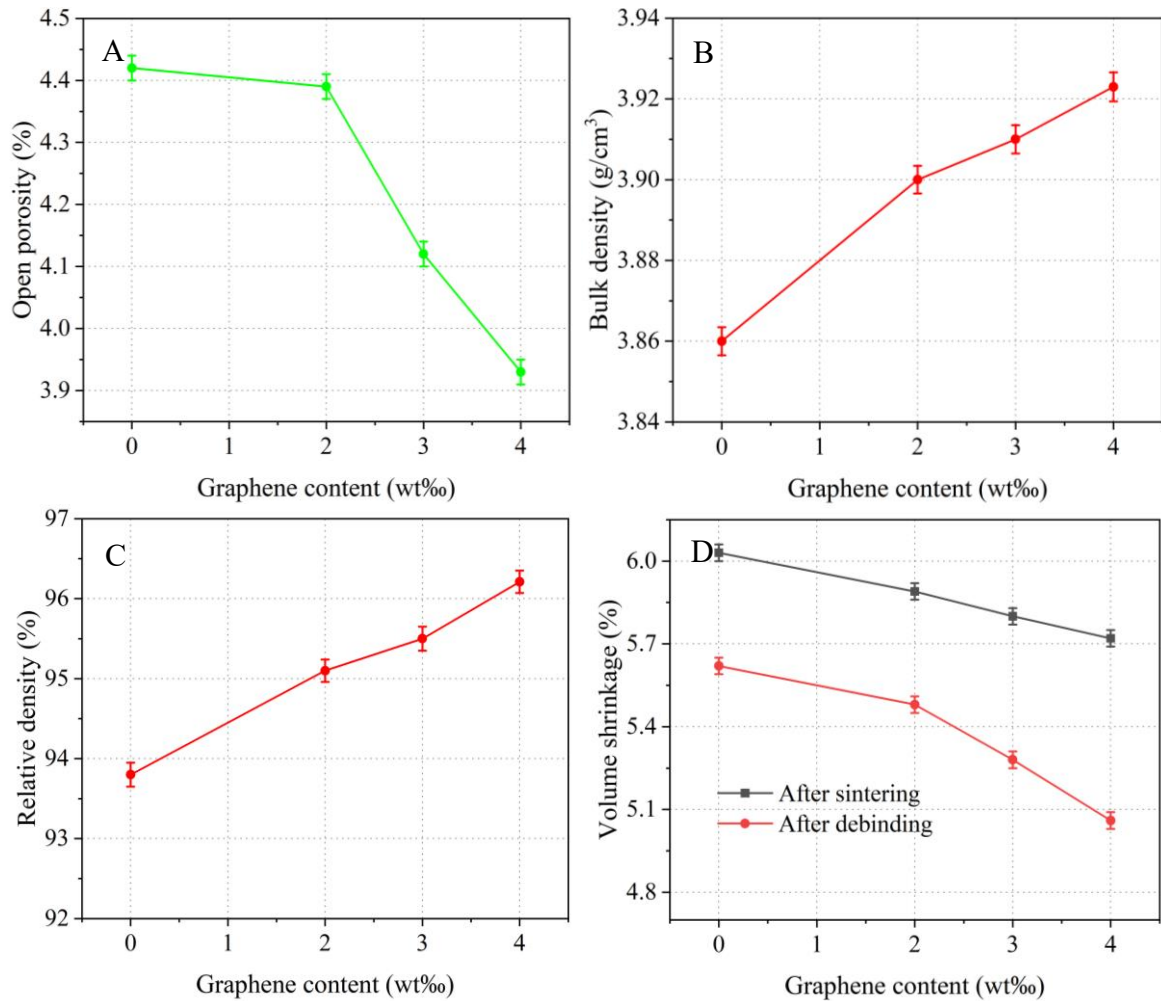 A
Open porosity (%)
4.5
4.4
4.3
4.2
4.1
4.0
3.9
0 1 2 3 4
Graphene content (wt‰)
B
Bulk density (g/cm³)
3.94
3.92
3.90
3.88
3.86
3.84
0 1 2 3 4
Graphene content (wt‰)
C
Relative density (%)
97
96
95
94
93
92
0 1 2 3 4
Graphene content (wt‰)
D
Volume shrinkage (%)
6.0
5.7
5.4
5.1
4.8
After sintering
After debinding
0 1 2 3 4
Graphene content (wt‰)